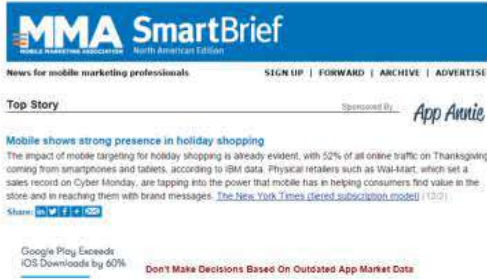 MMA SmartBrief
MOBILE MARKETING ASSOCIATION North American Edition
News for mobile marketing professionals SIGN UP | FORWARD | ARCHIVE | ADVERTISE
Top Story Sponsored By App Annie
Mobile shows strong presence in holiday shopping
The impact of mobile targeting for holiday shopping is already evident, with 52% of all online traffic on Thanksgiving
coming from smartphones and tablets, according to IBM data. Physical retailers such as Wal-Mart, which set a
sales record on Cyber Monday, are tapping into the power that mobile has in helping consumers find value in the
store and in reaching them with brand messages. The New York Times (tiered subscription model) (12/2)
Share:
Google Play Exceeds
iOS Downloads by 60%
Don't Make Decisions Based On Outdated App Market Data